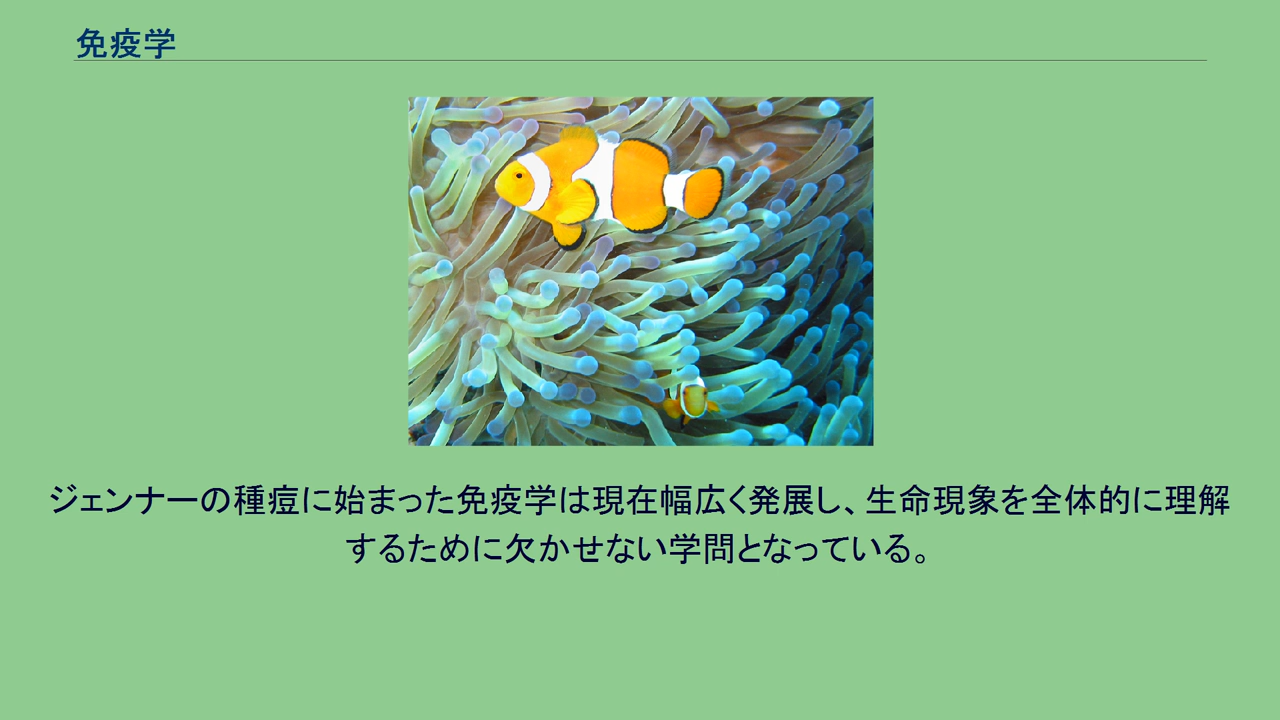 免疫学
ジェンナーの種痘に始まった免疫学は現在幅広く発展し、生命現象を全体的に理解
するために欠かせない学問となっている。